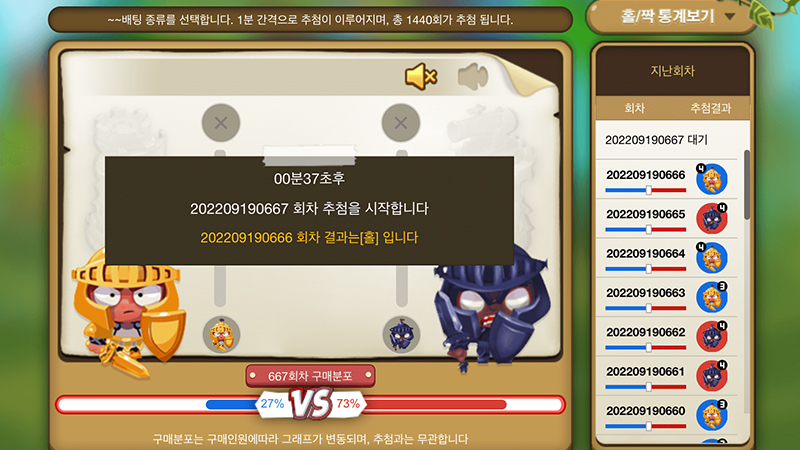 ~~배팅 종류를 선택합니다. 1분 간격으로 추첨이 이루어지며, 총 1440회가 추첨 됩니다.
홀/짝 통계보기
지난회차
회차 추첨결과
202209190667 대기
202209190666 4
202209190665 4
202209190664 4
202209190663 3
202209190662 4
202209190661 4
202209190660 3
00분37초후
202209190667 회차 추첨을 시작합니다
202209190666 회차 결과는[홀] 입니다
667회차 구매분포
27% VS 73%
구매분포는 구매인원에따라 그래프가 변동되며, 추첨과는 무관합니다